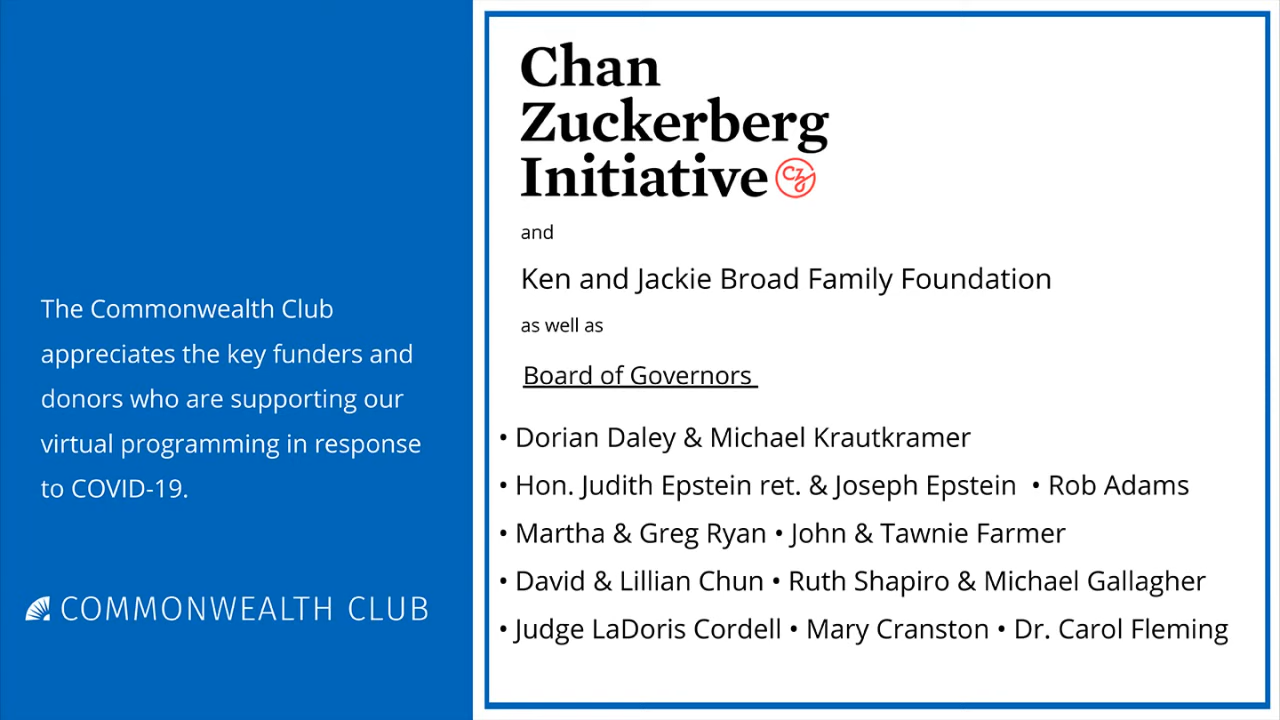 The Commonwealth Club
appreciates the key funders and
donors who are supporting our
virtual programming in response
to COVID-19.
COMMONWEALTH CLUB
Chan
Zuckerberg
Initiative
CZ
and
Ken and Jackie Broad Family Foundation
as well as
Board of Governors
• Dorian Daley & Michael Krautkramer
• Hon. Judith Epstein ret. & Joseph Epstein • Rob Adams
• Martha & Greg Ryan • John & Tawnie Farmer
• David & Lillian Chun • Ruth Shapiro & Michael Gallagher
• Judge LaDoris Cordell • Mary Cranston • Dr. Carol Fleming